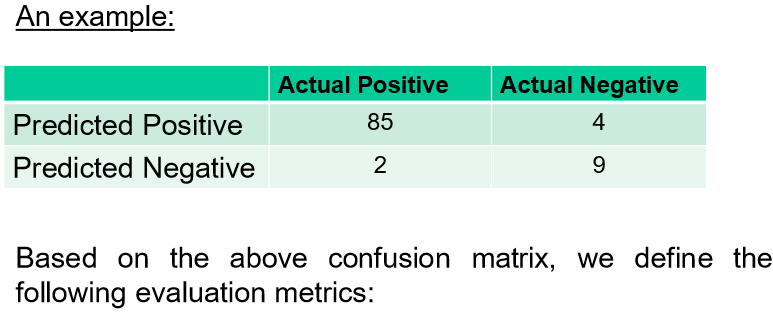 An example:
Actual Positive Actual Negative
Predicted Positive 85 4
Predicted Negative 2 9
Based on the above confusion matrix, we define the
following evaluation metrics: